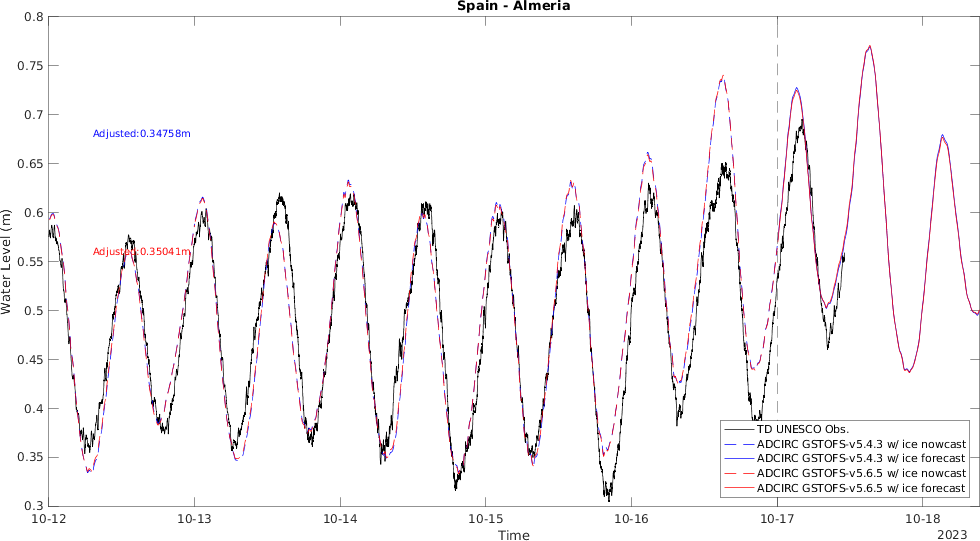 Spain - Almeria
0.8
0.75
0.7
0.65
0.6
0.55
0.5
0.45
0.4
0.35
0.3
Water Level (m)
Adjusted:0.34758m
Adjusted:0.35041m
TD UNESCO Obs.
ADCIRC GSTOFS-v5.4.3 w/ ice nowcast
ADCIRC GSTOFS-v5.4.3 w/ ice forecast
ADCIRC GSTOFS-v5.6.5 w/ ice nowcast
ADCIRC GSTOFS-v5.6.5 w/ ice forecast
10-12 10-13 10-14 10-15 10-16 10-17 10-18
Time
2023